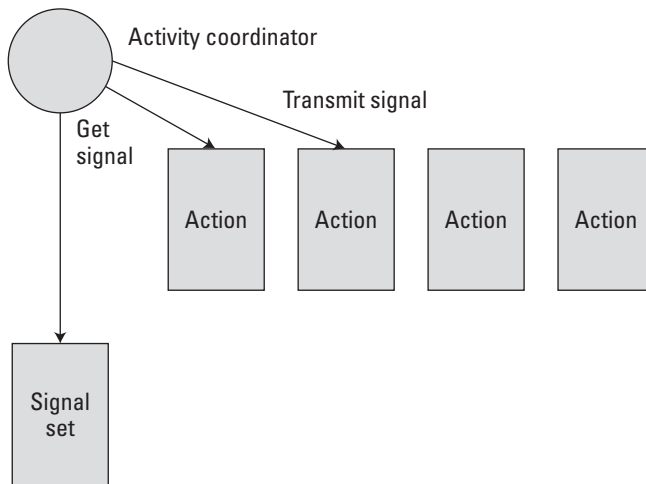 Activity coordinator
Transmit signal
Get
signal
Action
Action
Action
Action
Signal
set